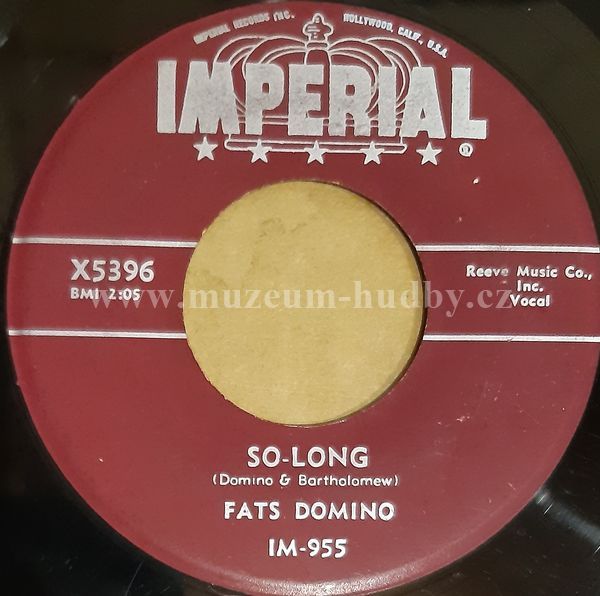 IMPERIAL RECORDS INC. HOLLYWOOD, CALIF., U.S.A.
IMPERIAL
®
X5396
BMI 2:05
Reeve Music Co.,
Inc.
Vocal
www.muzeum-hudby.cz
SO-LONG
(Domino & Bartholomew)
FATS DOMINO
IM-955